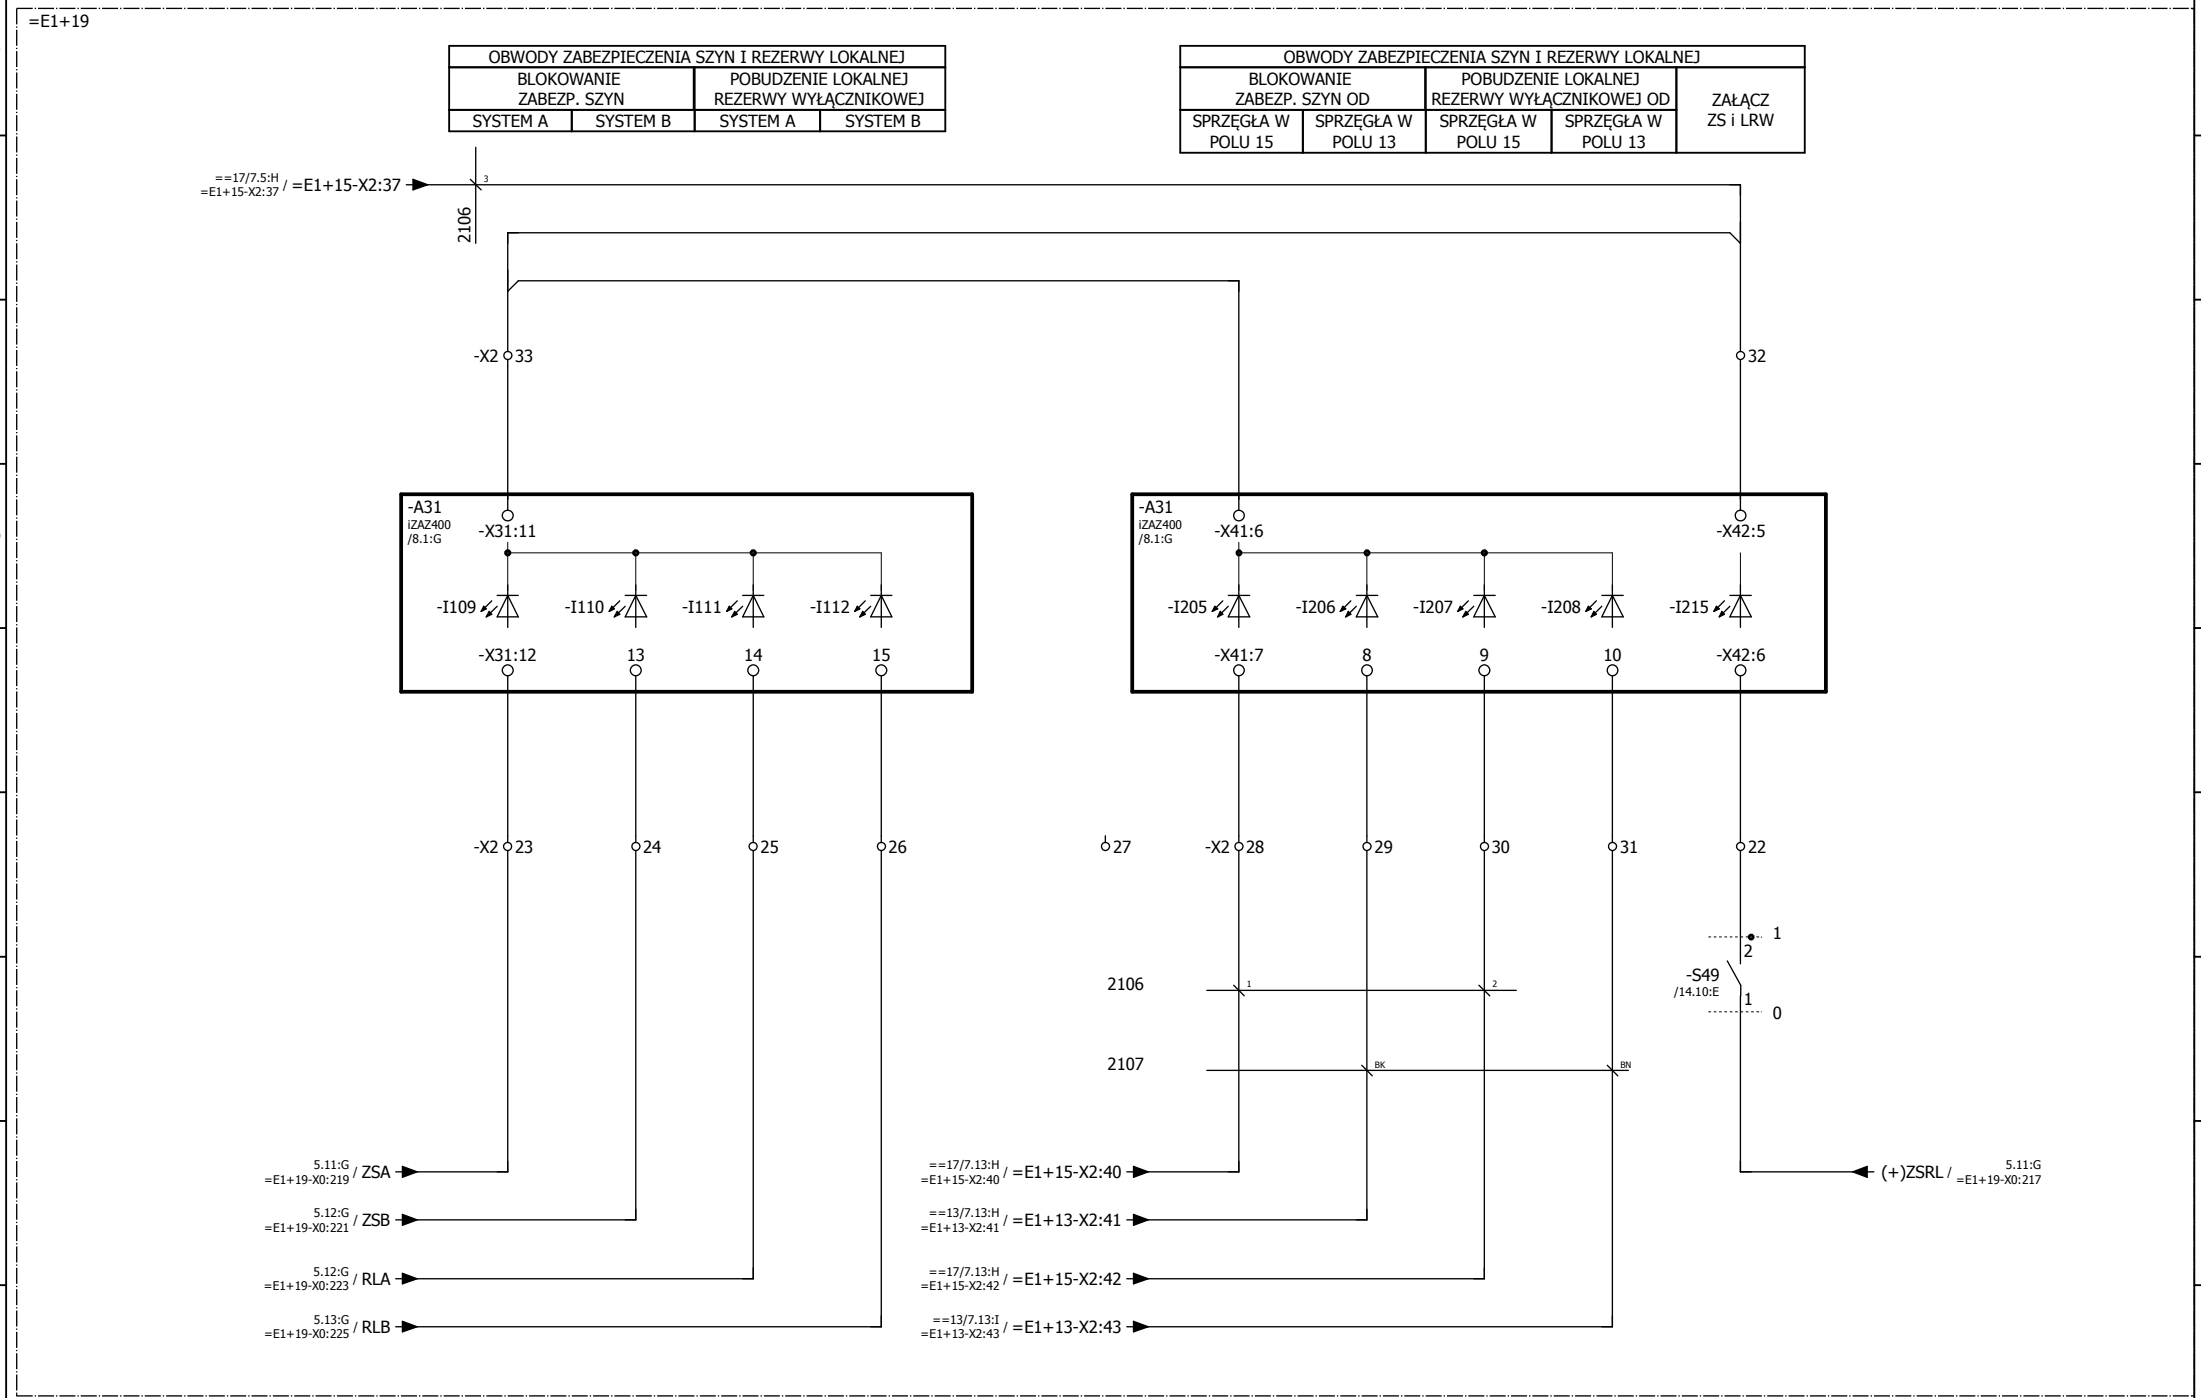 =E1+19
OBWODY ZABEZPIECZENIA SZYN I REZERWY LOKALNEJ
BLOKOWANIE
ZABEZP. SZYN
POBUDZENIE LOKALNEJ
REZERWY WYŁĄCZNIKOWEJ
SYSTEM A
SYSTEM B
SYSTEM A
SYSTEM B
OBWODY ZABEZPIECZENIA SZYN I REZERWY LOKALNEJ
BLOKOWANIE
ZABEZP. SZYN OD
POBUDZENIE LOKALNEJ
REZERWY WYŁĄCZNIKOWEJ OD
ZAŁĄCZ
ZS i LRW
SPRZĘGŁA W
POLU 15
SPRZĘGŁA W
POLU 13
SPRZĘGŁA W
POLU 15
SPRZĘGŁA W
POLU 13
==17/7.5:H
=E1+15-X2:37
/ =E1+15-X2:37
3
2106
-X2 33
32
-A31
iZAZ400
/8.1:G
-X31:11
-I109
-I110
-I111
-I112
-X31:12
13
14
15
-A31
iZAZ400
/8.1:G
-X41:6
-X42:5
-I205
-I206
-I207
-I208
-I215
-X41:7
8
9
10
-X42:6
-X2 23
24
25
26
27
-X2 28
29
30
31
22
1
2
-S49
/14.10:E
1
0
2106
1
2
2107
BK
BN
5.11:G
=E1+19-X0:219
/ ZSA
5.12:G
=E1+19-X0:221
/ ZSB
5.12:G
=E1+19-X0:223
/ RLA
5.13:G
=E1+19-X0:225
/ RLB
==17/7.13:H
=E1+15-X2:40
/ =E1+15-X2:40
==13/7.13:H
=E1+13-X2:41
/ =E1+13-X2:41
==17/7.13:H
=E1+15-X2:42
/ =E1+15-X2:42
==13/7.13:I
=E1+13-X2:43
/ =E1+13-X2:43
(+)ZSRL /
5.11:G
=E1+19-X0:217